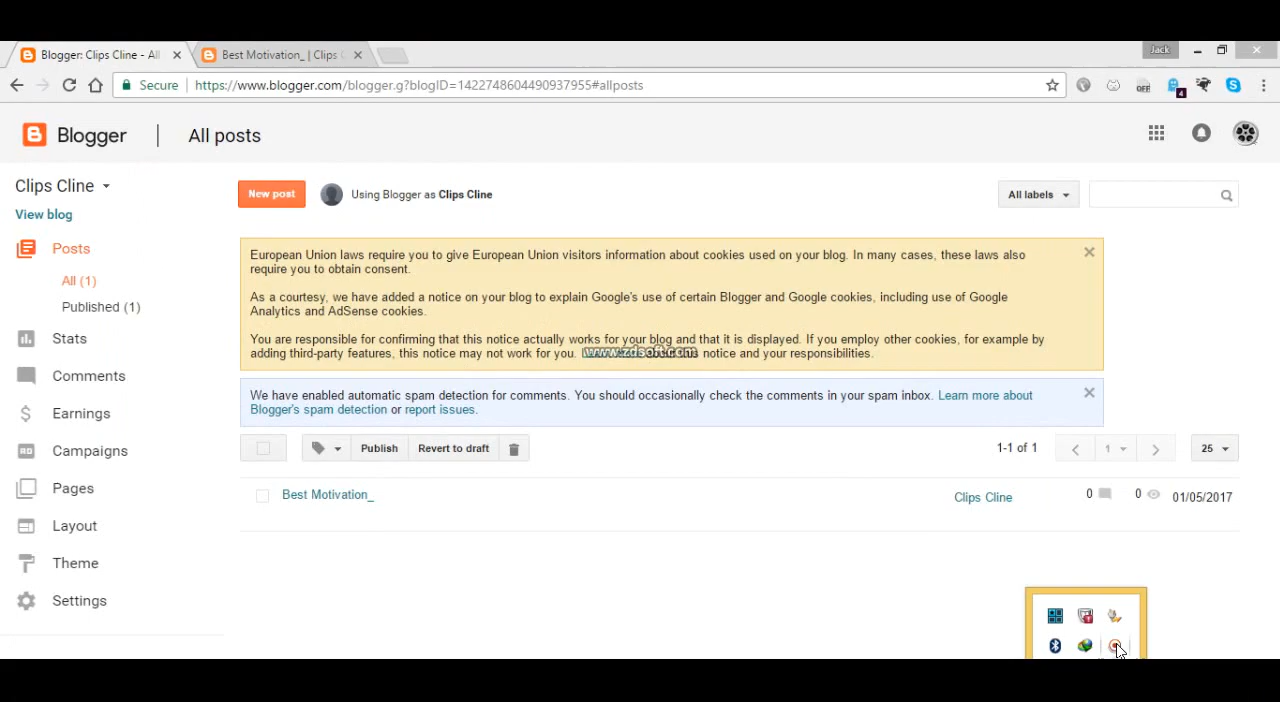 Blogger: Clips Cline - All
Best Motivation_ | Clips C
Jack
Secure
https://www.blogger.com/blogger.g?blogID=1422748604490937955#allposts
OFF
4
Blogger
All posts
Clips Cline
View blog
New post
Using Blogger as Clips Cline
All labels
Posts
All (1)
Published (1)
Stats
Comments
Earnings
Campaigns
Pages
Layout
Theme
Settings
European Union laws require you to give European Union visitors information about cookies used on your blog. In many cases, these laws also
require you to obtain consent.
As a courtesy, we have added a notice on your blog to explain Google's use of certain Blogger and Google cookies, including use of Google
Analytics and AdSense cookies.
You are responsible for confirming that this notice actually works for your blog and that it is displayed. If you employ other cookies, for example by
adding third-party features, this notice may not work for you. notice and your responsibilities.
www.zdsoft.com
We have enabled automatic spam detection for comments. You should occasionally check the comments in your spam inbox. Learn more about
Blogger's spam detection or report issues.
Publish
Revert to draft
1-1 of 1
1
25
Best Motivation_
Clips Cline
0
0
01/05/2017